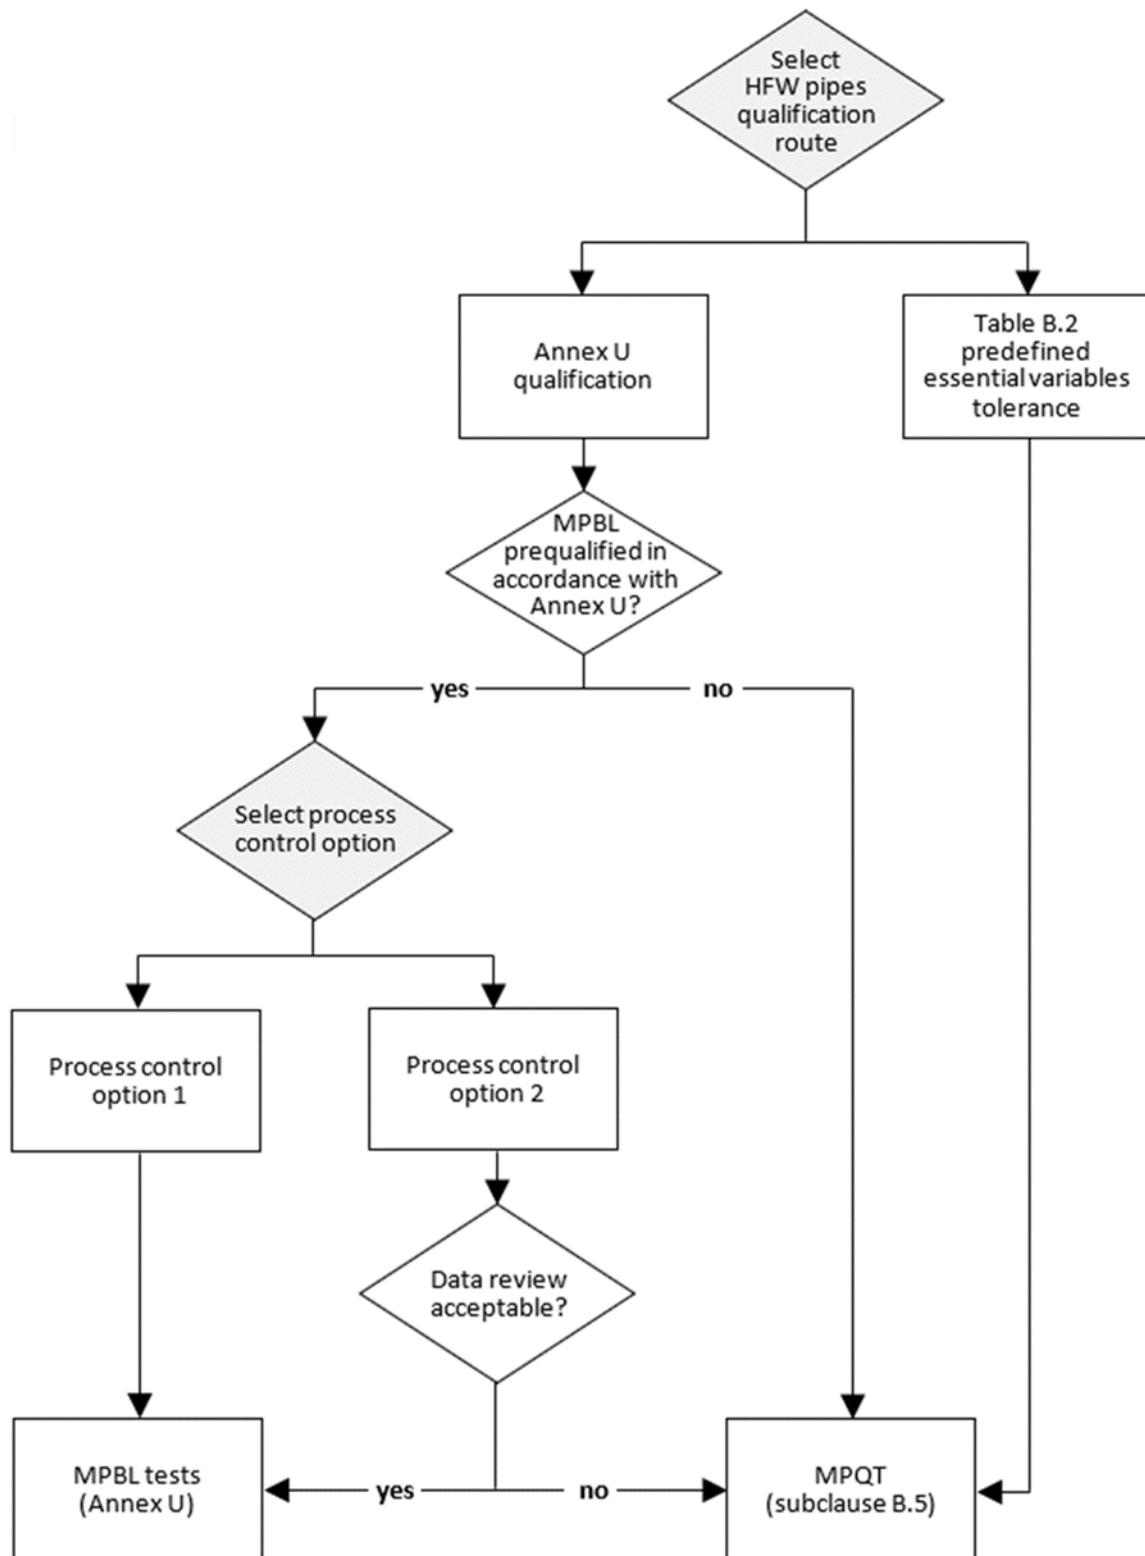 Select
HFW pipes
qualification
route
Annex U
qualification
Table B.2
predefined
essential variables
tolerance
MPBL
prequalified in
accordance with
Annex U?
yes
no
Select process
control option
Process control
option 1
Process control
option 2
Data review
acceptable?
MPBL tests
(Annex U)
yes
no
MPQT
(subclause B.5)